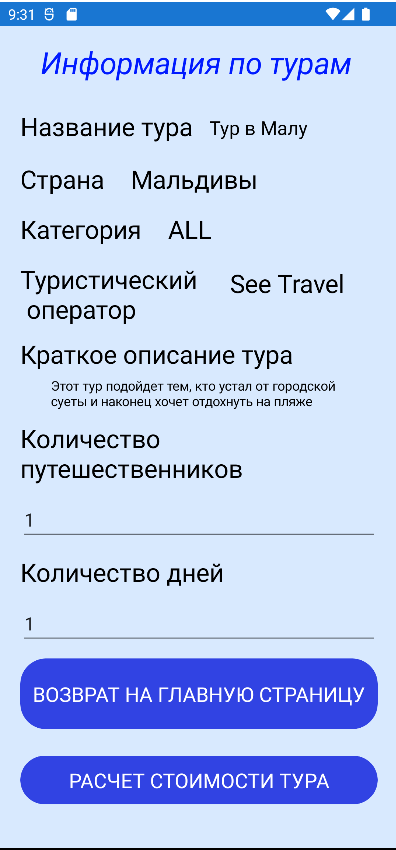 9:31
Информация по турам
Название тура Тур в Малу
Страна Мальдивы
Категория ALL
Туристический See Travel
оператор
Краткое описание тура
Этот тур подойдет тем, кто устал от городской
суеты и наконец хочет отдохнуть на пляже
Количество
путешественников
1
Количество дней
1
ВОЗВРАТ НА ГЛАВНУЮ СТРАНИЦУ
РАСЧЕТ СТОИМОСТИ ТУРА